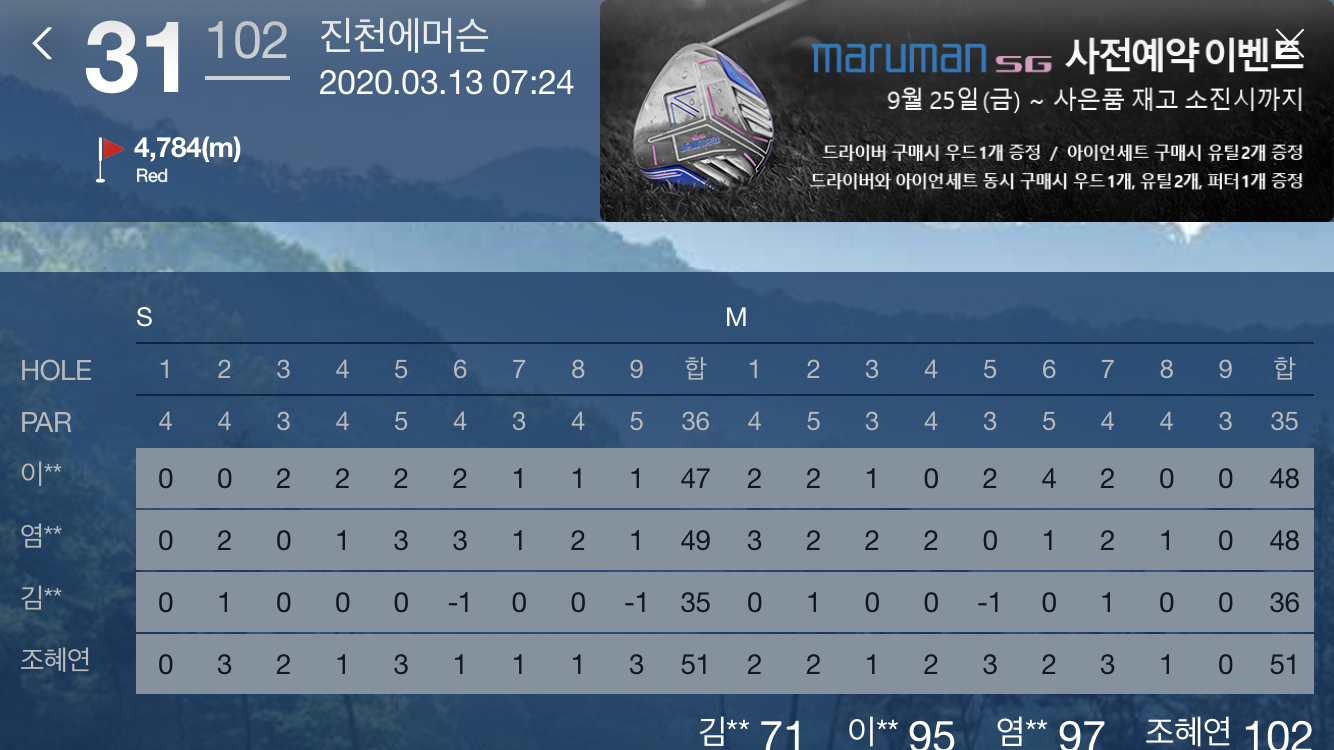 31 102 진천에머슨
2020.03.13 07:24
4,784(m)
Red
maruman SG 사전예약 이벤트
9월 25일(금) ~ 사은품 재고 소진시까지
드라이버 구매시 우드1개 증정 / 아이언세트 구매시 유틸2개 증정
드라이버와 아이언세트 동시 구매시 우드1개, 유틸2개, 퍼터1개 증정
S M
HOLE 1 2 3 4 5 6 7 8 9 합 1 2 3 4 5 6 7 8 9 합
PAR 4 4 3 4 5 4 3 4 5 36 4 5 3 4 3 5 4 4 3 35
이** 0 0 2 2 2 2 1 1 1 47 2 2 1 0 2 4 2 0 0 48
염** 0 2 0 1 3 3 1 2 1 49 3 2 2 2 0 1 2 1 0 48
김** 0 1 0 0 0 -1 0 0 -1 35 0 1 0 0 -1 0 1 0 0 36
조혜연 0 3 2 1 3 1 1 1 3 51 2 2 1 2 3 2 3 1 0 51
김** 71 이** 95 염** 97 조혜연 102